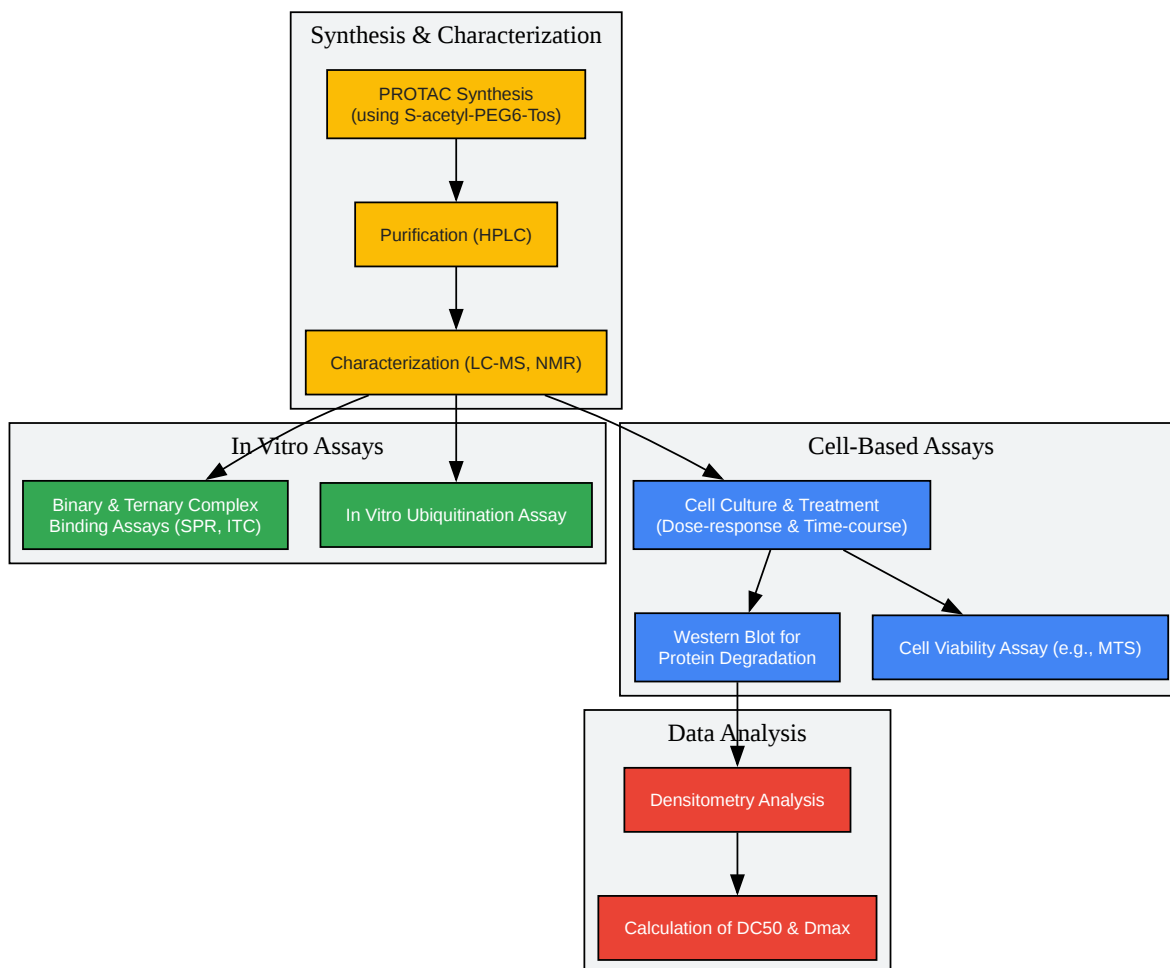 Synthesis & Characterization
PROTAC Synthesis
(using S-acetyl-PEG6-Tos)
Purification (HPLC)
Characterization (LC-MS, NMR)
In Vitro Assays
Binary & Ternary Complex
Binding Assays (SPR, ITC)
In Vitro Ubiquitination Assay
Cell-Based Assays
Cell Culture & Treatment
(Dose-response & Time-course)
Western Blot for
Protein Degradation
Cell Viability Assay (e.g., MTS)
Data Analysis
Densitometry Analysis
Calculation of DC50 & Dmax